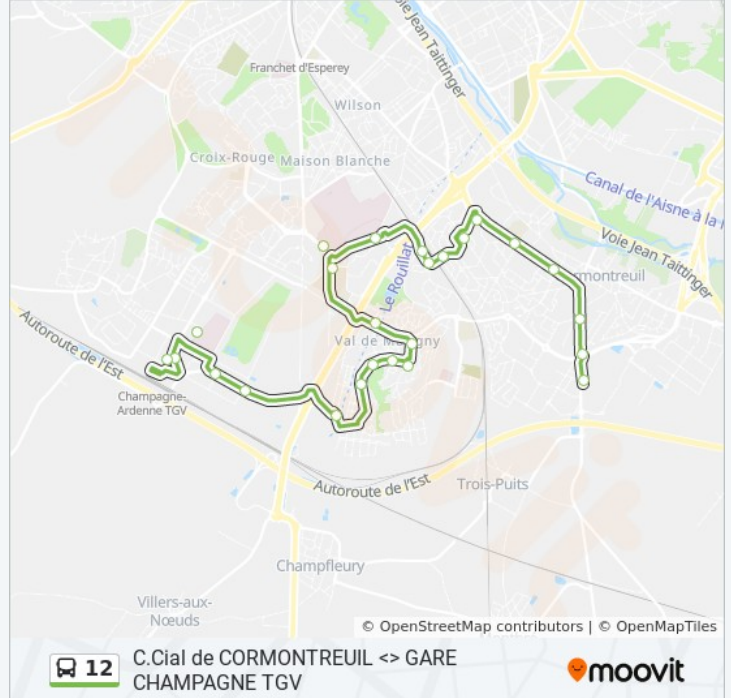 Voie Jean Taittinger
Franchet d'Esperey
Wilson
Croix-Rouge
Maison Blanche
Canal de l'Aisne à la
Voie Jean Taittinger
rmontreuil
Le Rouillat
Val de M
gny
Autoroute de l'Est
Champagne-
Ardenne TGV
Autoroute de l'Est
Trois-Puits
Champfleury
Villers-aux-
Nœuds
© OpenStreetMap contributors | © OpenMapTiles
12
C.Cial de CORMONTREUIL <> GARE
CHAMPAGNE TGV
moovit